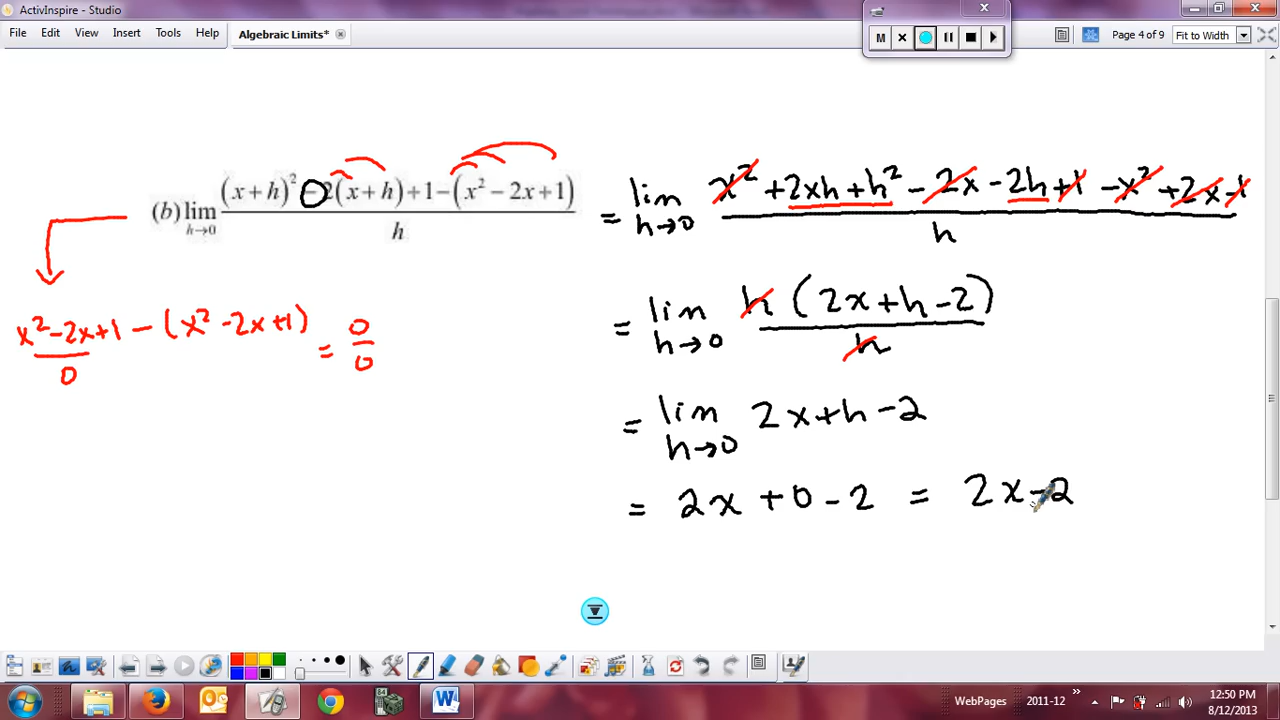 ActivInspire - Studio
File Edit View Insert Tools Help Algebraic Limits*
M
Page 4 of 9 Fit to Width
(b) lim h→0 ((x+h)² −2(x+h)+1−(x²−2x+1))/h
= lim h→0 (x² +2xh+h² −2x −2h +1 −x² +2x −1)/h
x²−2x+1 − (x² −2x+1) / 0 = 0/0
= lim h→0 h (2x+h−2)/h
= lim h→0 2x+h−2
= 2x +0 −2 = 2x−2
WebPages 2011-12 »
12:50 PM
8/12/2013